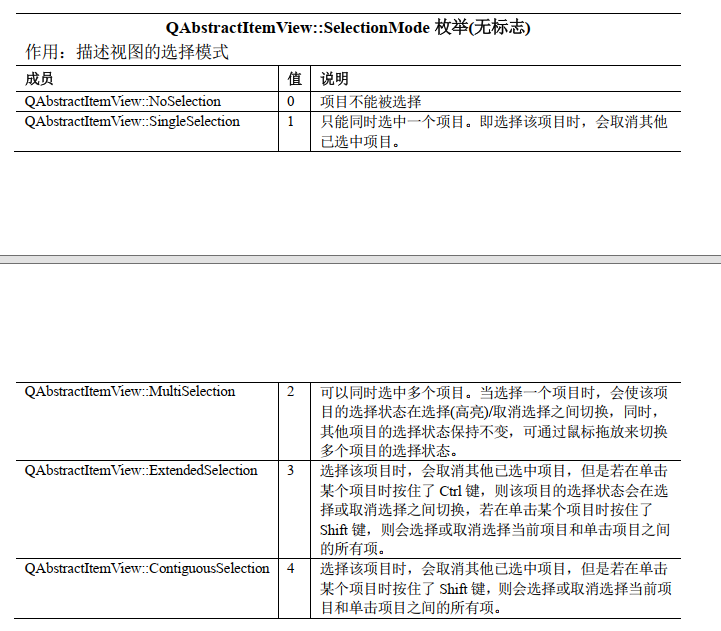 QAbstractItemView::SelectionMode 枚举(无标志)
作用：描述视图的选择模式
成员 值 说明
QAbstractItemView::NoSelection 0 项目不能被选择
QAbstractItemView::SingleSelection 1 只能同时选中一个项目。即选择该项目时，会取消其他
已选中项目。
QAbstractItemView::MultiSelection 2 可以同时选中多个项目。当选择一个项目时，会使该项
目的选择状态在选择(高亮)/取消选择之间切换，同时，
其他项目的选择状态保持不变，可通过鼠标拖放来切换
多个项目的选择状态。
QAbstractItemView::ExtendedSelection 3 选择该项目时，会取消其他已选中项目，但是若在单击
某个项目时按住了 Ctrl 键，则该项目的选择状态会在选
择或取消选择之间切换，若在单击某个项目时按住了
Shift 键，则会选择或取消选择当前项目和单击项目之间
的所有项。
QAbstractItemView::ContiguousSelection 4 选择该项目时，会取消其他已选中项目，但是若在单击
某个项目时按住了 Shift 键，则会选择或取消选择当前项
目和单击项目之间的所有项。